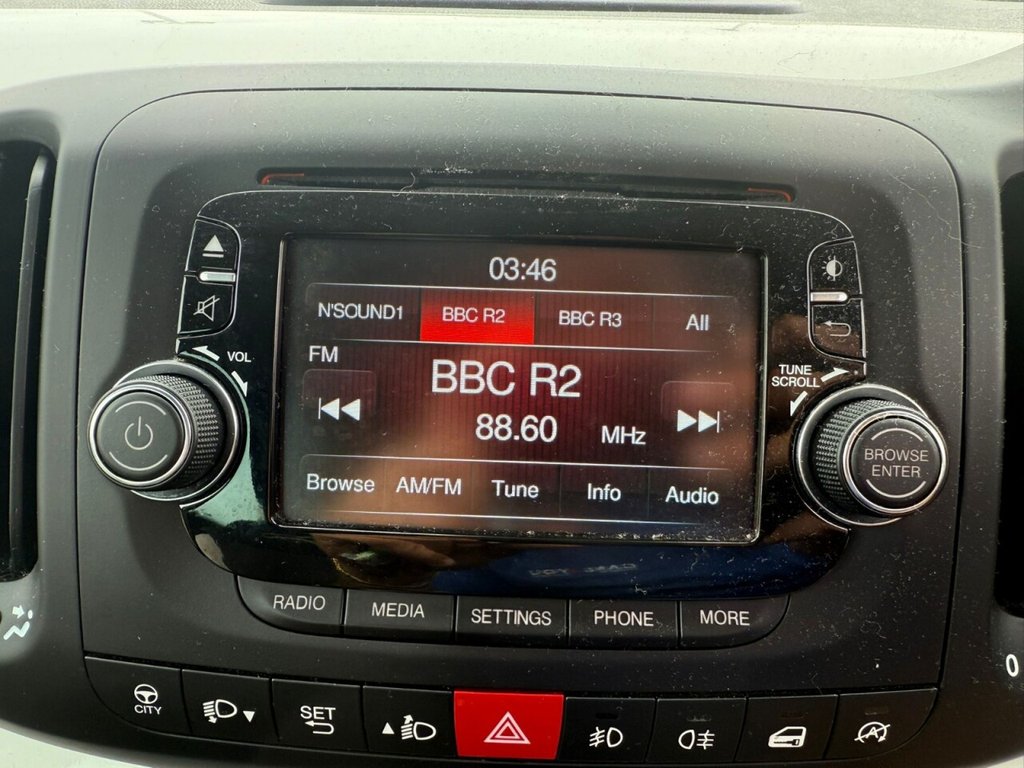 03:46
N'SOUND1 BBC R2 BBC R3 All
FM
BBC R2
88.60 MHz
Browse AM/FM Tune Info Audio
VOL
TUNE
SCROLL
BROWSE
ENTER
RADIO MEDIA SETTINGS PHONE MORE
CITY
SET
A
0